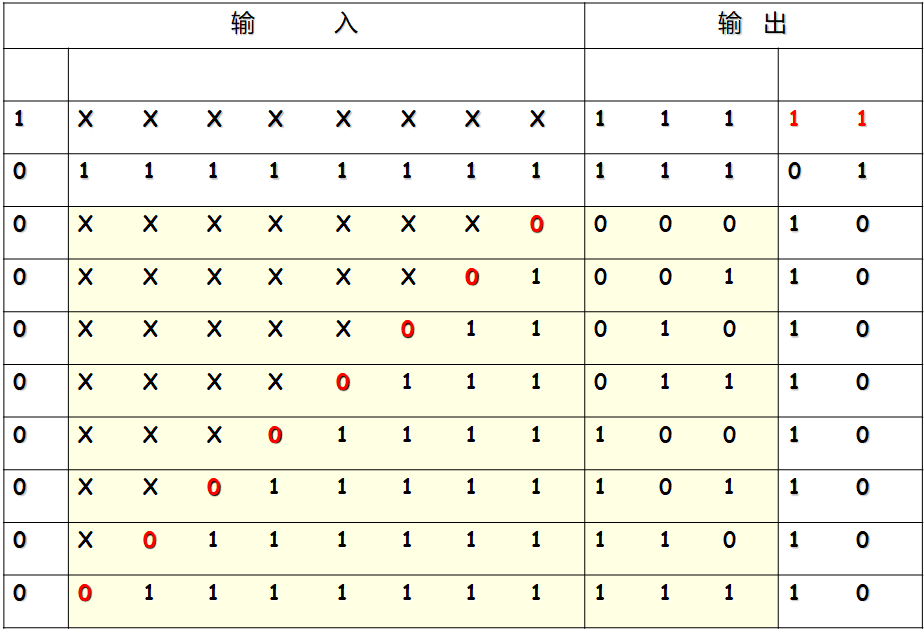 输 入 输 出
1 X X X X X X X X 1 1 1 1 1
0 1 1 1 1 1 1 1 1 1 1 1 0 1
0 X X X X X X X 0 0 0 0 1 0
0 X X X X X X 0 1 0 0 1 1 0
0 X X X X X 0 1 1 0 1 0 1 0
0 X X X X 0 1 1 1 0 1 1 1 0
0 X X X 0 1 1 1 1 1 0 0 1 0
0 X X 0 1 1 1 1 1 1 0 1 1 0
0 X 0 1 1 1 1 1 1 1 1 0 1 0
0 0 1 1 1 1 1 1 1 1 1 1 1 0